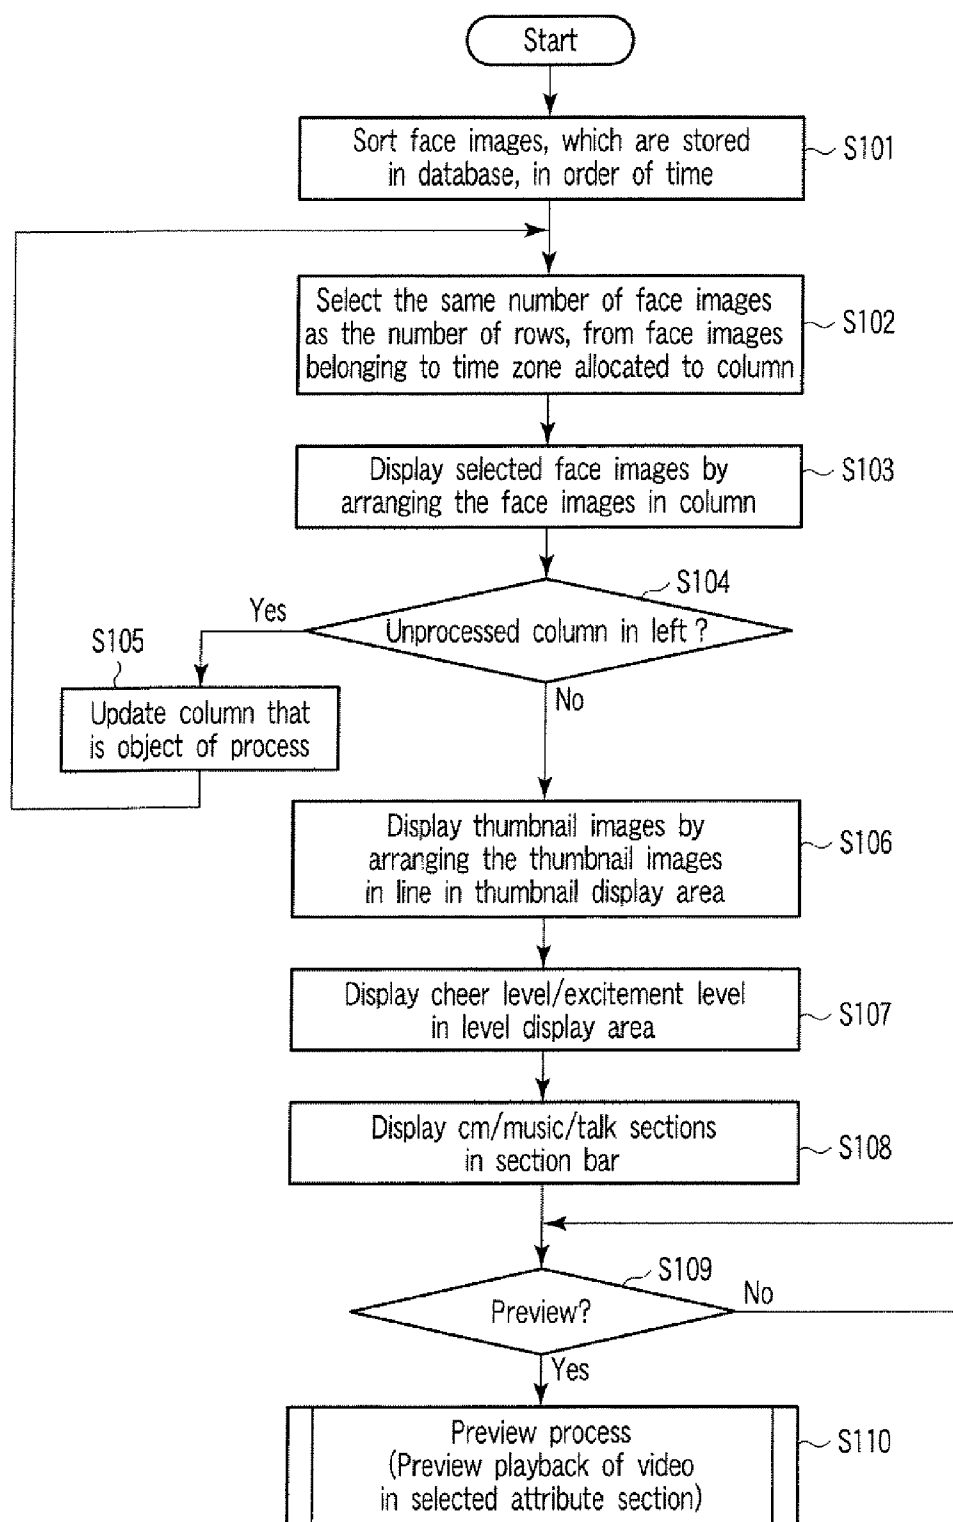 Start
Sort face images, which are stored
in database, in order of time
S101
Select the same number of face images
as the number of rows, from face images
belonging to time zone allocated to column
S102
Display selected face images by
arranging the face images in column
S103
S104
Unprocessed column in left?
Yes
No
S105
Update column that
is object of process
Display thumbnail images by
arranging the thumbnail images
in line in thumbnail display area
S106
Display cheer level/excitement level
in level display area
S107
Display cm/music/talk sections
in section bar
S108
S109
Preview?
No
Yes
Preview process
(Preview playback of video
in selected attribute section)
S110